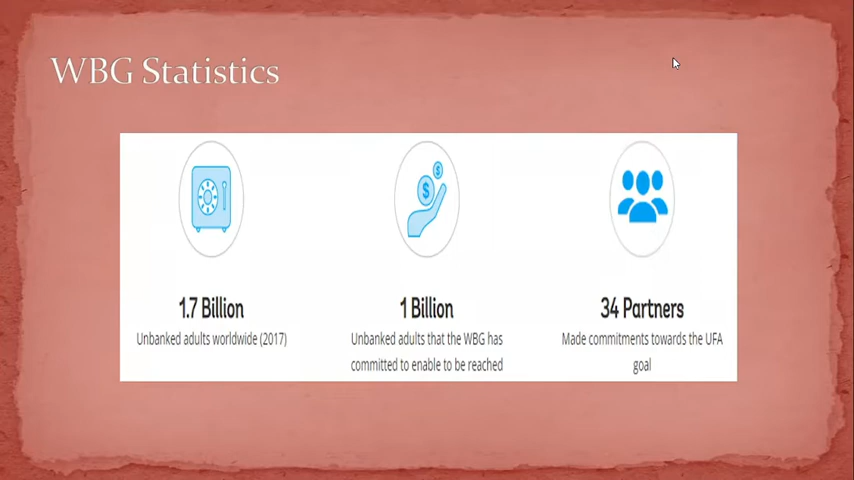 WBG Statistics
$
$
1.7 Billion
Unbanked adults worldwide (2017)
1 Billion
Unbanked adults that the WBG has
committed to enable to be reached
34 Partners
Made commitments towards the UFA
goal